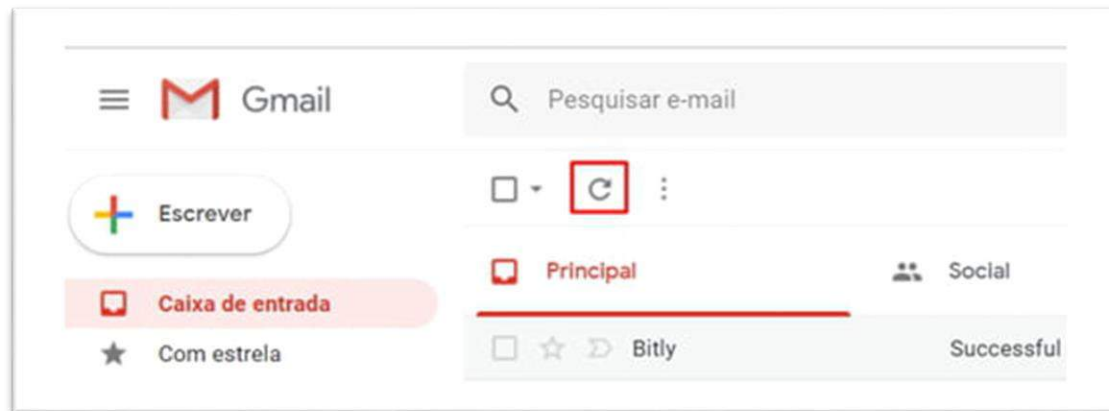 Gmail
Pesquisar e-mail
Escrever
Principal
Social
Caixa de entrada
Com estrela
Bitly
Successful